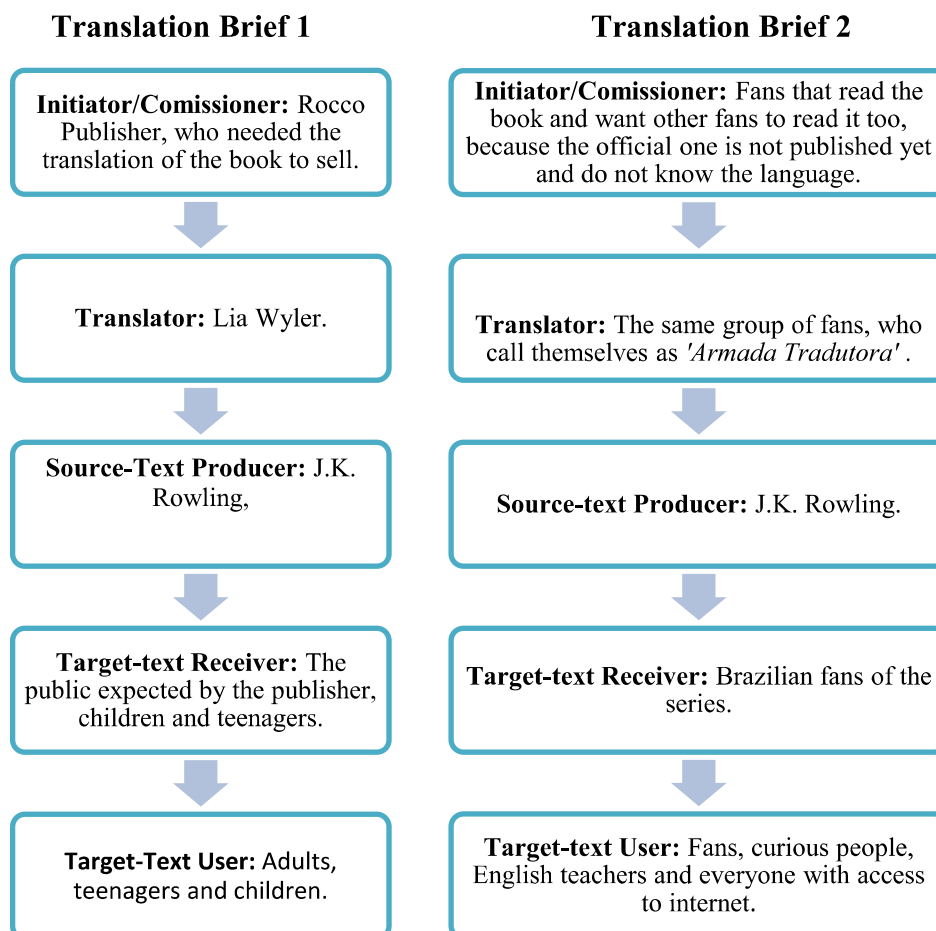 Translation Brief 1
Initiator/Comissioner: Rocco
Publisher, who needed the
translation of the book to sell.
Translator: Lia Wyler.
Source-Text Producer: J.K.
Rowling,
Target-text Receiver: The
public expected by the publisher,
children and teenagers.
Target-Text User: Adults,
teenagers and children.
Translation Brief 2
Initiator/Comissioner: Fans that read the
book and want other fans to read it too,
because the official one is not published yet
and do not know the language.
Translator: The same group of fans, who
call themselves as 'Armada Tradutora' .
Source-text Producer: J.K. Rowling.
Target-text Receiver: Brazilian fans of the
series.
Target-text User: Fans, curious people,
English teachers and everyone with access
to internet.